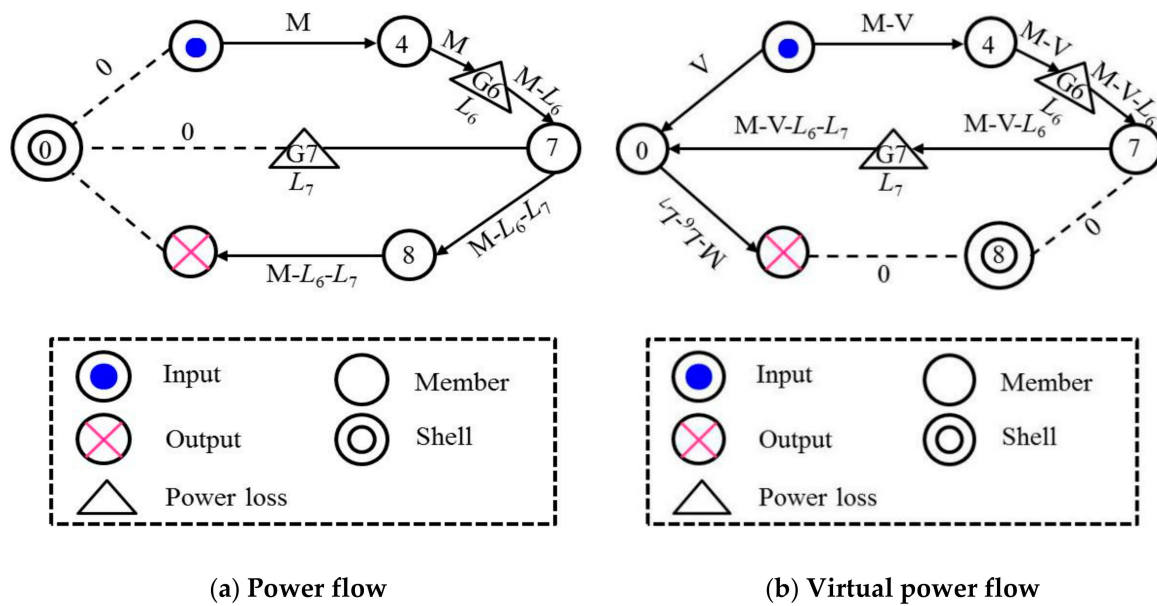 M
4
M
G6
L6
M-L6
0
0
0
G7
L7
7
M-L6-L7
8
M-L6-L7
Input
Member
Output
Shell
Power loss
(a) Power flow
M-V
4
M-V
G6
L6
M-V-L6
V
0
M-V-L6-L7
G7
L7
M-V-L6
7
M-L6-L7
0
8
0
Input
Member
Output
Shell
Power loss
(b) Virtual power flow